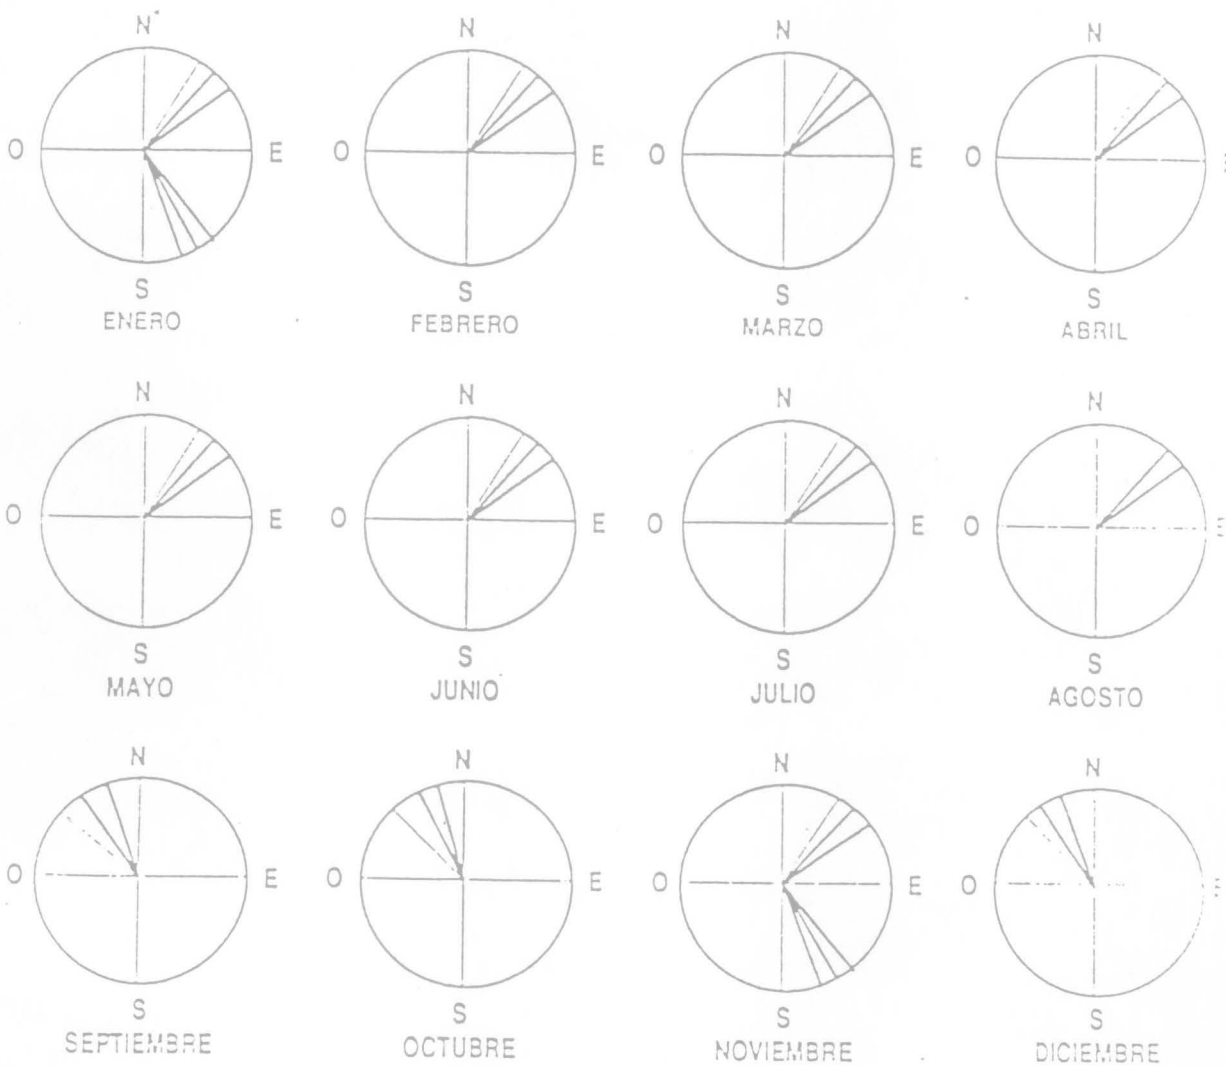 N N N N
O E O E O E O E
S S S S
ENERO FEBRERO MARZO ABRIL
N N N N
O E O E O E O E
S S S S
MAYO JUNIO JULIO AGOSTO
N N N N
O E O E O E O E
S S S S
SEPTIEMBRE OCTUBRE NOVIEMBRE DICIEMBRE